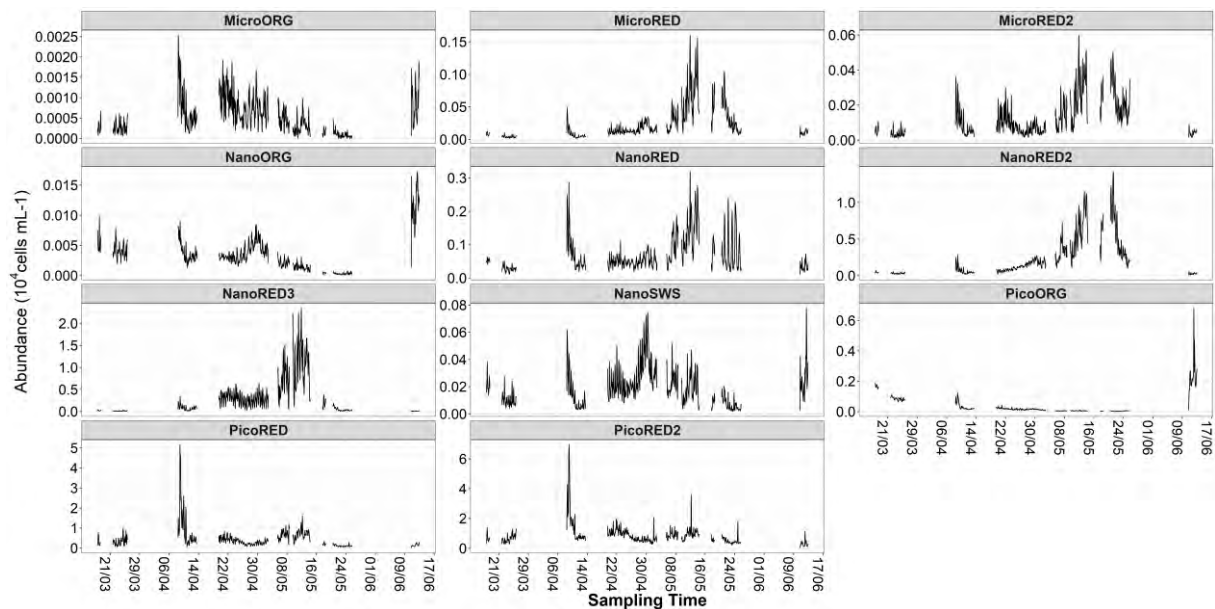 MicroORG MicroRED MicroRED2
0.0025 0.15 0.06
0.0020
0.0015 0.10 0.04
0.0010 0.05 0.02
0.0005
0.0000 0.00 0.00
NanoORG NanoRED NanoRED2
0.015 0.3
1.0
0.010 0.2
0.005 0.1 0.5
0.000 0.0 0.0
NanoRED3 NanoSWS PicoORG
0.08 0.6
2.0
1.5 0.06 0.4
1.0 0.04
0.5 0.02 0.2
0.0 0.00 0.0
PicoRED PicoRED2
5
4 6
3 4
2
1 2
0 0
Abundance (10⁴cells mL-1)
21/03 29/03 06/04 14/04 22/04 30/04 08/05 16/05 24/05 01/06 09/06 17/06
21/03 29/03 06/04 14/04 22/04 30/04 08/05 16/05 24/05 01/06 09/06 17/06
21/03 29/03 06/04 14/04 22/04 30/04 08/05 16/05 24/05 01/06 09/06 17/06
Sampling Time